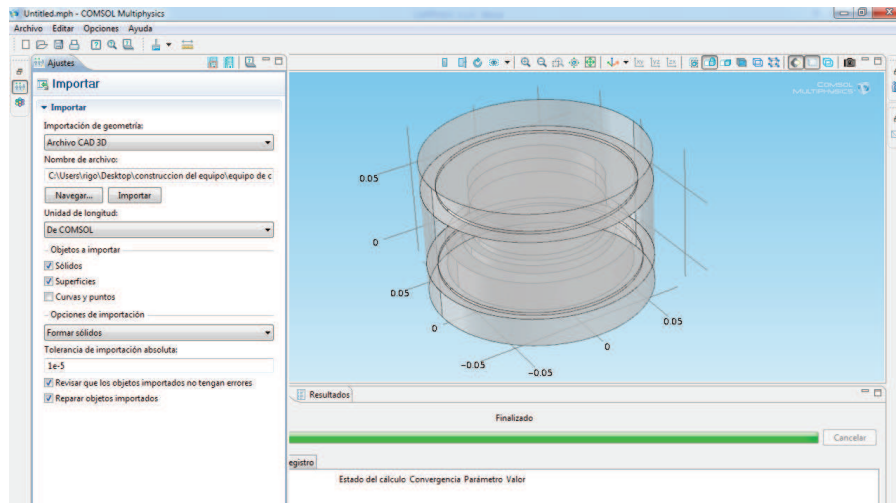 Untitled.mph - COMSOL Multiphysics
Archivo Editar Opciones Ayuda
Ajustes
Importar
Importar
Importación de geometría:
Archivo CAD 3D
Nombre de archivo:
C:\Users\rigo\Desktop\construccion del equipo\equipo de c
Navegar... Importar
Unidad de longitud:
De COMSOL
Objetos a importar
Sólidos
Superficies
Curvas y puntos
Opciones de importación
Formar sólidos
Tolerancia de importación absoluta:
1e-5
Revisar que los objetos importados no tengan errores
Reparar objetos importados
COMSOL
MULTIPHYSICS
0.05
0
0.05
0
-0.05
-0.05
0
0.05
Resultados
Finalizado
Cancelar
egistro
Estado del cálculo Convergencia Parámetro Valor